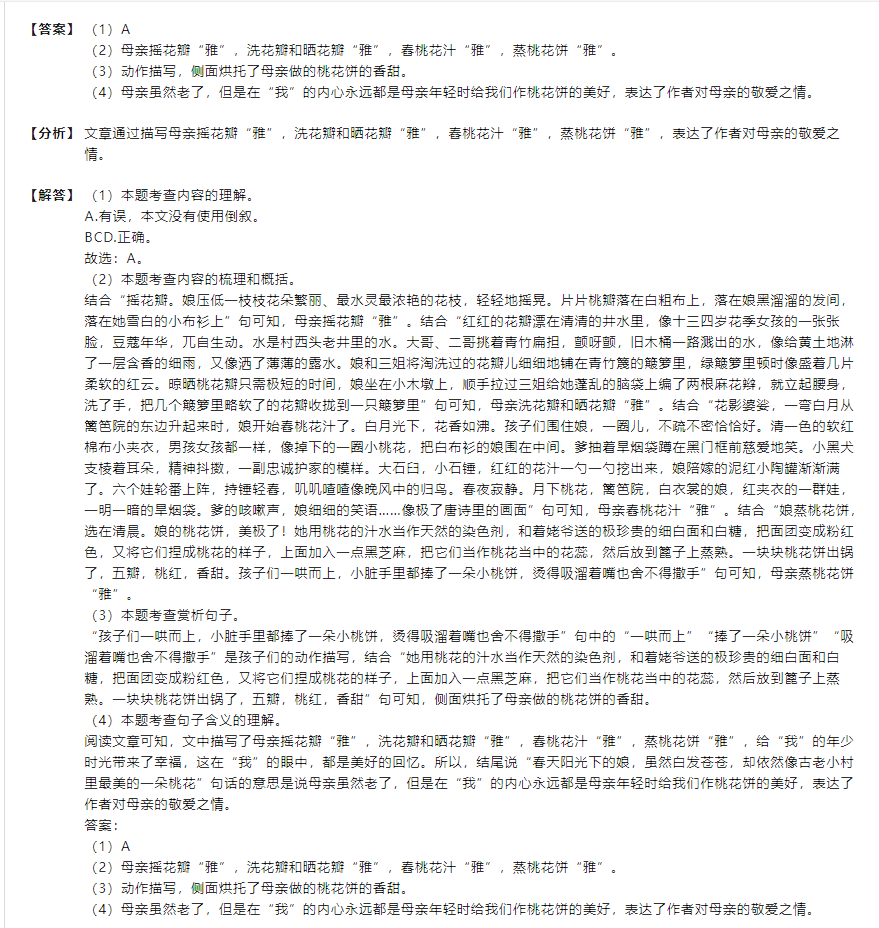 【答案】（1）A
（2）母亲摇花瓣“雅”，洗花瓣和晒花瓣“雅”，舂桃花汁“雅”，蒸桃花饼“雅”。
（3）动作描写，侧面烘托了母亲做的桃花饼的香甜。
（4）母亲虽然老了，但是在“我”的内心永远都是母亲年轻时给我们作桃花饼的美好，表达了作者对母亲的敬爱之情。
【分析】文章通过描写母亲摇花瓣“雅”，洗花瓣和晒花瓣“雅”，舂桃花汁“雅”，蒸桃花饼“雅”，表达了作者对母亲的敬爱之
情。
【解答】（1）本题考查内容的理解。
A.有误，本文没有使用倒叙。
BCD.正确。
故选：A。
（2）本题考查内容的梳理和概括。
结合“摇花瓣。娘压低一枝枝花朵繁丽、最水灵最浓艳的花枝，轻轻地摇晃。片片桃瓣落在白粗布上，落在娘黑溜溜的发间，
落在她雪白的小布衫上”句可知，母亲摇花瓣“雅”。结合“红红的花瓣漂在清清的井水里，像十三四岁花季女孩的一张张
脸，豆蔻年华，兀自生动。水是村西头老井里的水。大哥、二哥挑着青竹扁担，颤呀颤，旧木桶一路溅出的水，像给黄土地淋
了一层含香的细雨，又像洒了薄薄的露水。娘和三姐将淘洗过的花瓣儿细细地铺在青竹篾的簸箩里，绿簸箩里顿时像盛着几片
柔软的红云。晾晒桃花瓣只需极短的时间，娘坐在小木墩上，顺手拉过三姐给她蓬乱的脑袋上编了两根麻花辫，就立起腰身，
洗了手，把几个簸箩里略软了的花瓣收拢到一只簸箩里”句可知，母亲洗花瓣和晒花瓣“雅”。结合“花影婆娑，一弯白月从
篱笆院的东边升起来时，娘开始舂桃花汁了。白月光下，花香如沸。孩子们围住娘，一圈儿，不疏不密恰恰好。清一色的软红
棉布小夹衣，男孩女孩都一样，像掉下的一圈小桃花，把白布衫的娘围在中间。爹抽着旱烟袋蹲在黑门框前慈爱地笑。小黑犬
支棱着耳朵，精神抖擞，一副忠诚护家的模样。大石臼，小石锤，红红的花汁一勺一勺挖出来，娘陪嫁的泥红小陶罐渐渐满
了。六个娃轮番上阵，持锤轻舂，叽叽喳喳像晚风中的归鸟。春夜寂静。月下桃花，篱笆院，白衣裳的娘，红夹衣的一群娃，
一明一暗的旱烟袋。爹的咳嗽声，娘细细的笑语……像极了唐诗里的画面”句可知，母亲舂桃花汁“雅”。结合“娘蒸桃花饼，
选在清晨。娘的桃花饼，美极了！她用桃花的汁水当作天然的染色剂，和着姥爷送的极珍贵的细白面和白糖，把面团变成粉红
色，又将它们捏成桃花的样子，上面加入一点黑芝麻，把它们当作桃花当中的花蕊，然后放到篦子上蒸熟。一块块桃花饼出锅
了，五瓣，桃红，香甜。孩子们一哄而上，小脏手里都捧了一朵小桃饼，烫得吸溜着嘴也舍不得撒手”句可知，母亲蒸桃花饼
“雅”。
（3）本题考查赏析句子。
“孩子们一哄而上，小脏手里都捧了一朵小桃饼，烫得吸溜着嘴也舍不得撒手”句中的“一哄而上”“捧了一朵小桃饼”“吸
溜着嘴也舍不得撒手”是孩子们的动作描写，结合“她用桃花的汁水当作天然的染色剂，和着姥爷送的极珍贵的细白面和白
糖，把面团变成粉红色，又将它们捏成桃花的样子，上面加入一点黑芝麻，把它们当作桃花当中的花蕊，然后放到篦子上蒸
熟。一块块桃花饼出锅了，五瓣，桃红，香甜”句可知，侧面烘托了母亲做的桃花饼的香甜。
（4）本题考查句子含义的理解。
阅读文章可知，文中描写了母亲摇花瓣“雅”，洗花瓣和晒花瓣“雅”，舂桃花汁“雅”，蒸桃花饼“雅”，给“我”的年少
时光带来了幸福，这在“我”的眼中，都是美好的回忆。所以，结尾说“春天阳光下的娘，虽然白发苍苍，却依然像古老小村
里最美的一朵桃花”句话的意思是说母亲虽然老了，但是在“我”的内心永远都是母亲年轻时给我们作桃花饼的美好，表达了
作者对母亲的敬爱之情。
答案：
（1）A
（2）母亲摇花瓣“雅”，洗花瓣和晒花瓣“雅”，舂桃花汁“雅”，蒸桃花饼“雅”。
（3）动作描写，侧面烘托了母亲做的桃花饼的香甜。
（4）母亲虽然老了，但是在“我”的内心永远都是母亲年轻时给我们作桃花饼的美好，表达了作者对母亲的敬爱之情。